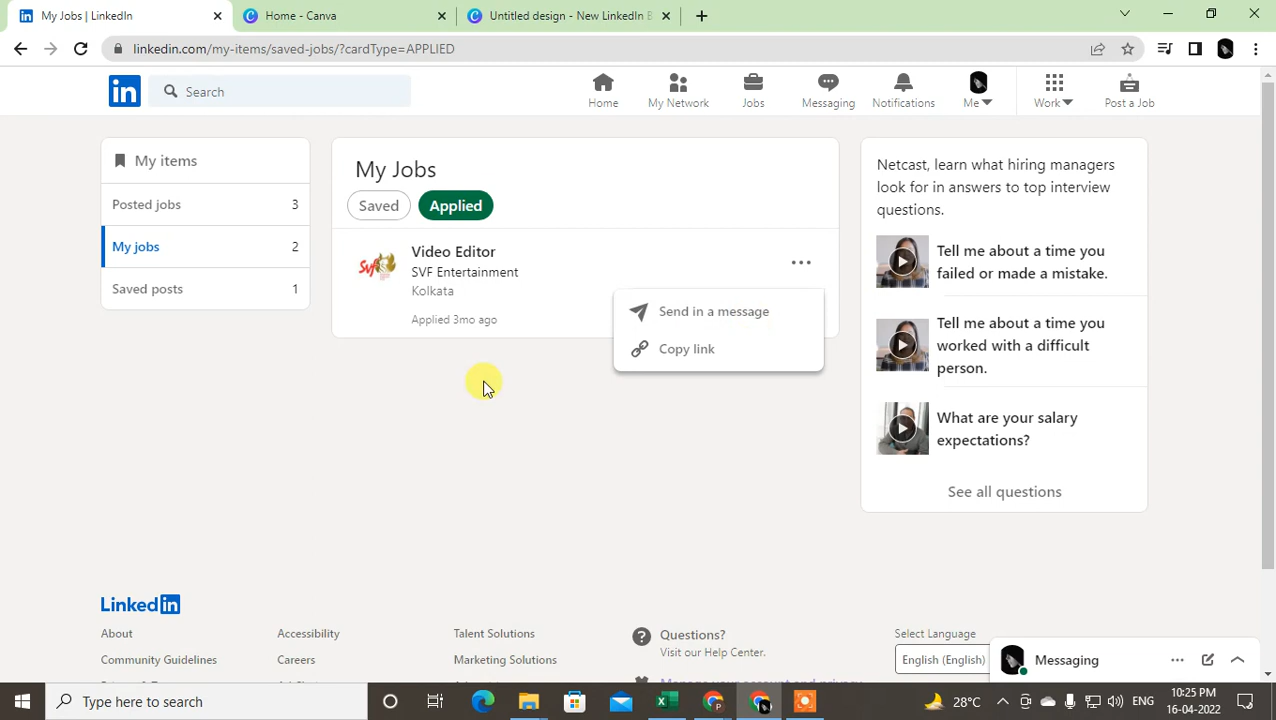 My Jobs | LinkedIn
Home - Canva
Untitled design - New LinkedIn B
linkedin.com/my-items/saved-jobs/?cardType=APPLIED
in
Search
Home
My Network
Jobs
Messaging
Notifications
Me
Work
Post a Job
My items
Posted jobs 3
My jobs 2
Saved posts 1
My Jobs
Saved
Applied
SVF
Video Editor
SVF Entertainment
Kolkata
Applied 3mo ago
Send in a message
Copy link
Netcast, learn what hiring managers
look for in answers to top interview
questions.
Tell me about a time you
failed or made a mistake.
Tell me about a time you
worked with a difficult
person.
What are your salary
expectations?
See all questions
Linkedin
About
Accessibility
Talent Solutions
Questions?
Visit our Help Center.
Select Language
Community Guidelines
Careers
Marketing Solutions
English (English)
Messaging
Type here to search
28°C
ENG
10:25 PM
16-04-2022